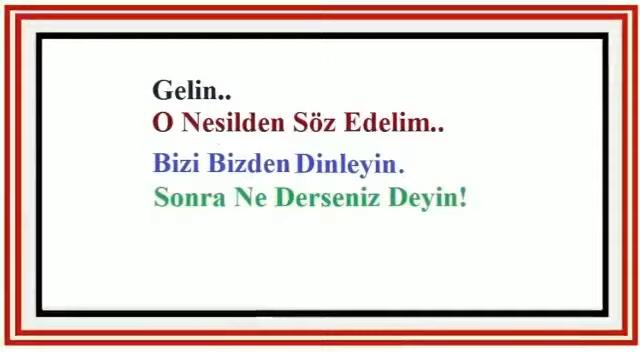 Gelin..
O Nesilden Söz Edelim..
Bizi Bizden Dinleyin.
Sonra Ne Derseniz Deyin!